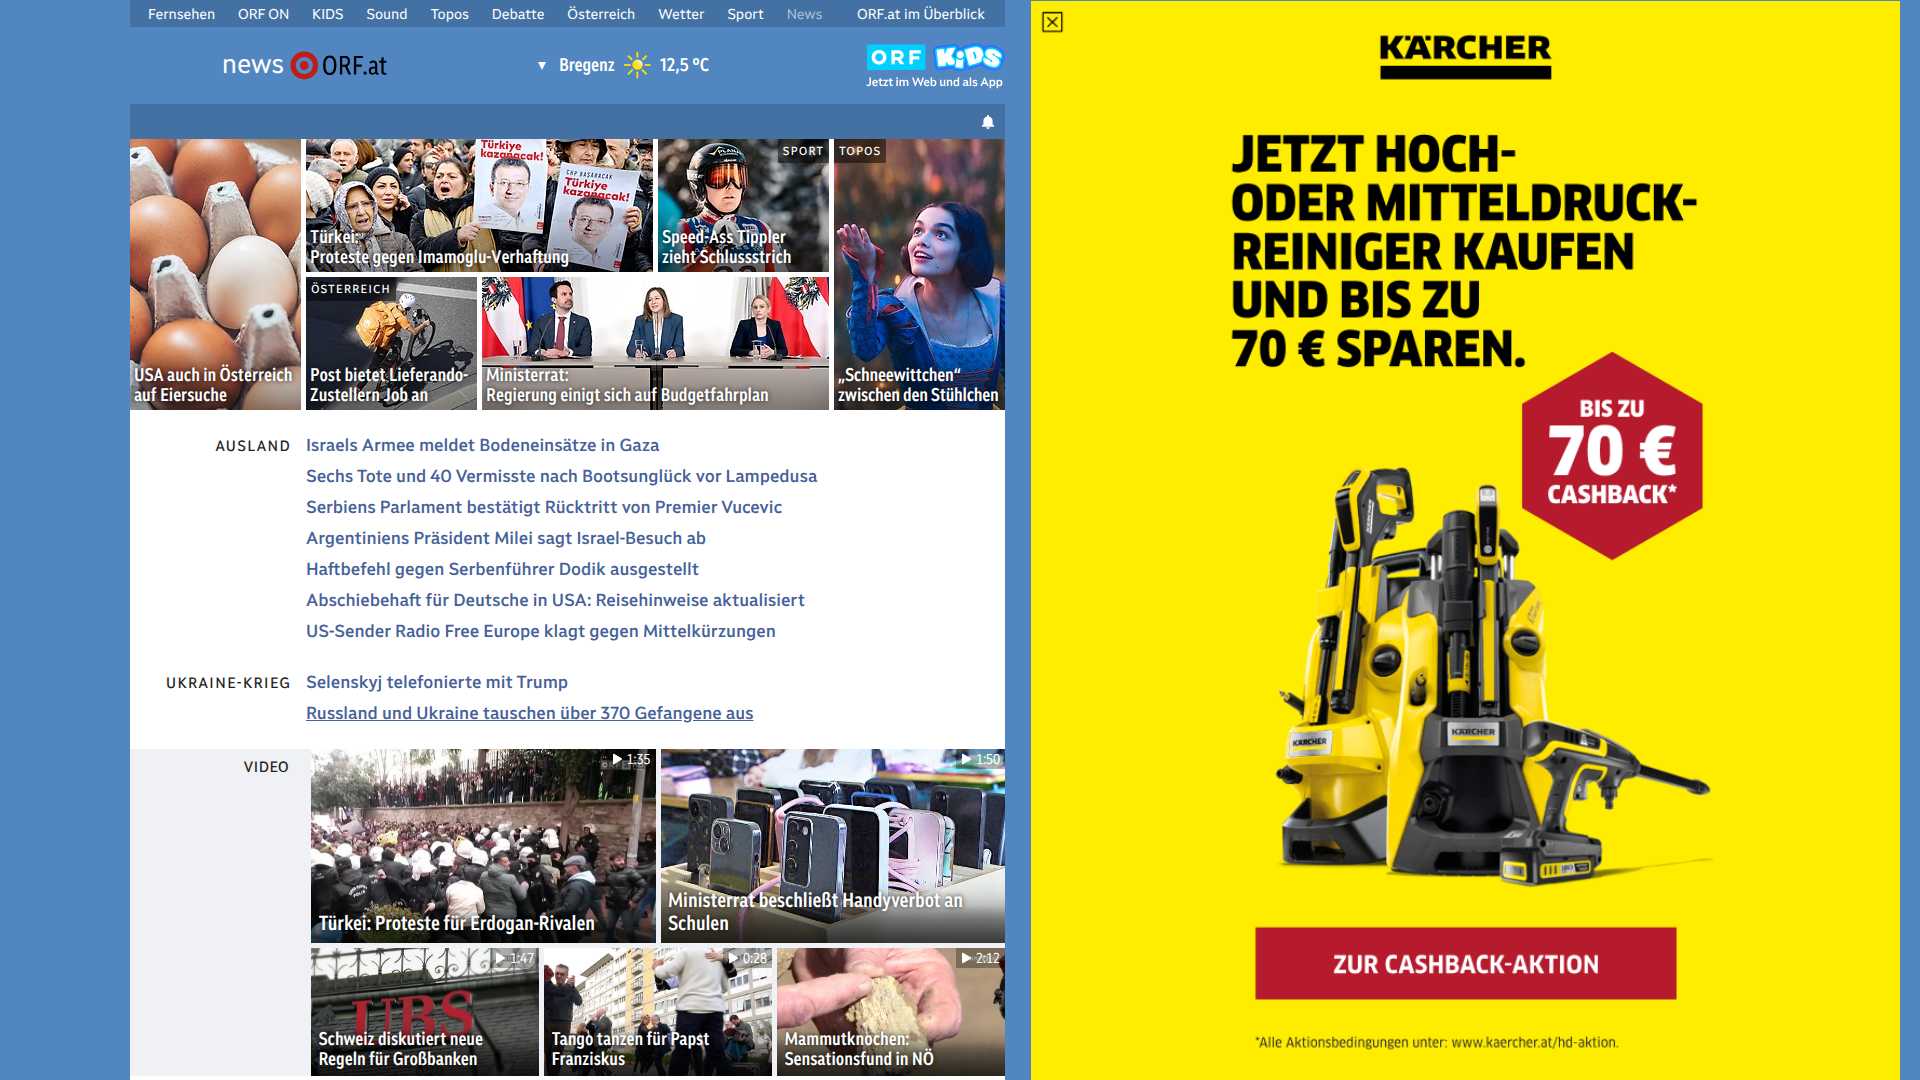 Fernsehen ORF ON KIDS Sound Topos Debatte Österreich Wetter Sport News ORF.at im Überblick
news ORF.at
▼ Bregenz 12,5 °C
ORF KiDS
Jetzt im Web und als App
USA auch in Österreich
auf Eiersuche
Türkiye
kazanacak!
CHP BAŞARACAK
Türkiye
kazanacak!
Türkei:
Proteste gegen Imamoglu-Verhaftung
SPORT
Speed-Ass Tippler
zieht Schlussstrich
TOPOS
„Schneewittchen“
zwischen den Stühlchen
ÖSTERREICH
Post bietet Lieferando-
Zustellern Job an
Ministerrat:
Regierung einigt sich auf Budgetfahrplan
AUSLAND
Israels Armee meldet Bodeneinsätze in Gaza
Sechs Tote und 40 Vermisste nach Bootsunglück vor Lampedusa
Serbiens Parlament bestätigt Rücktritt von Premier Vucevic
Argentiniens Präsident Milei sagt Israel-Besuch ab
Haftbefehl gegen Serbenführer Dodik ausgestellt
Abschiebehaft für Deutsche in USA: Reisehinweise aktualisiert
US-Sender Radio Free Europe klagt gegen Mittelkürzungen
UKRAINE-KRIEG
Selenskyj telefonierte mit Trump
Russland und Ukraine tauschen über 370 Gefangene aus
VIDEO
1:35
Türkei: Proteste für Erdogan-Rivalen
1:50
Ministerrat beschließt Handyverbot an
Schulen
1:47
UBS
Schweiz diskutiert neue
Regeln für Großbanken
0:28
Tango tanzen für Papst
Franziskus
2:12
Mammutknochen:
Sensationsfund in NÖ
KÄRCHER
JETZT HOCH-
ODER MITTELDRUCK-
REINIGER KAUFEN
UND BIS ZU
70 € SPAREN.
BIS ZU
70 €
CASHBACK*
KÄRCHER
KÄRCHER
ZUR CASHBACK-AKTION
*Alle Aktionsbedingungen unter: www.kaercher.at/hd-aktion.